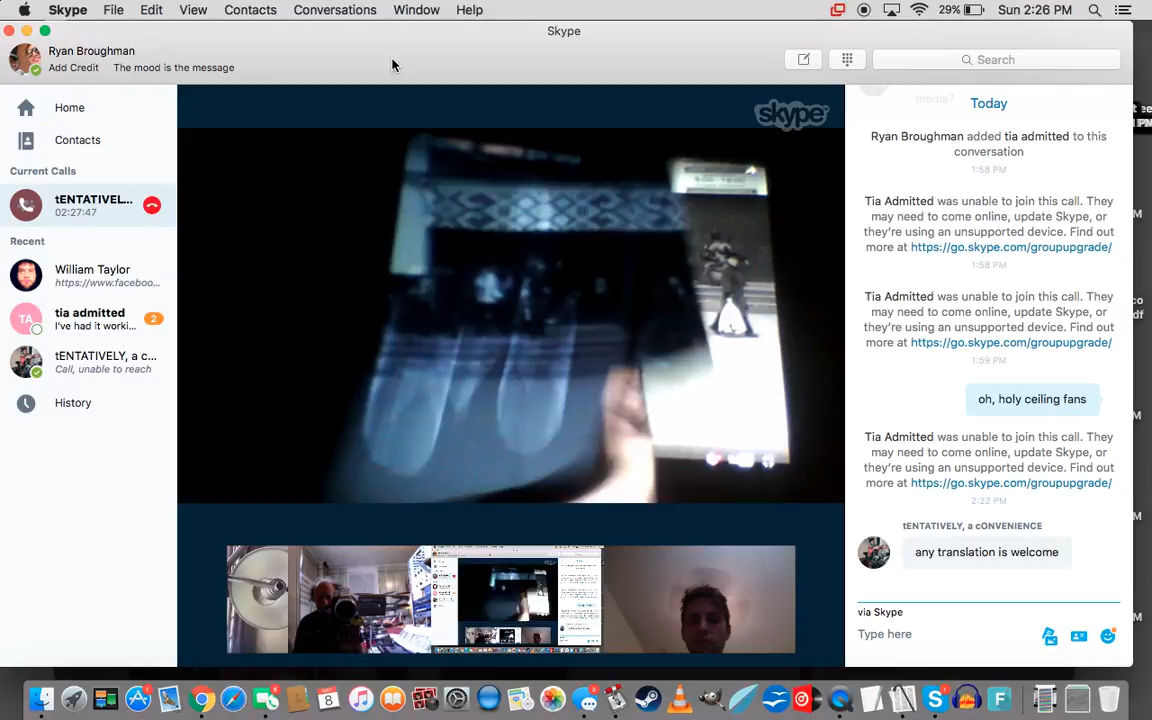 Skype File Edit View Contacts Conversations Window Help 29% Sun 2:26 PM
Skype
Ryan Broughman
Add Credit The mood is the message
Search
Home
Contacts
Current Calls
tENTATIVEL...
02:27:47
Recent
William Taylor
https://www.faceboo...
tia admitted
I've had it worki...
2
tENTATIVELY, a c...
Call, unable to reach
History
skype
media?
Today
Ryan Broughman added tia admitted to this
conversation
1:58 PM
Tia Admitted was unable to join this call. They
may need to come online, update Skype, or
they're using an unsupported device. Find out
more at https://go.skype.com/groupupgrade/
1:58 PM
Tia Admitted was unable to join this call. They
may need to come online, update Skype, or
they're using an unsupported device. Find out
more at https://go.skype.com/groupupgrade/
1:59 PM
oh, holy ceiling fans
Tia Admitted was unable to join this call. They
may need to come online, update Skype, or
they're using an unsupported device. Find out
more at https://go.skype.com/groupupgrade/
2:22 PM
tENTATIVELY, a cONVENIENCE
any translation is welcome
via Skype
Type here